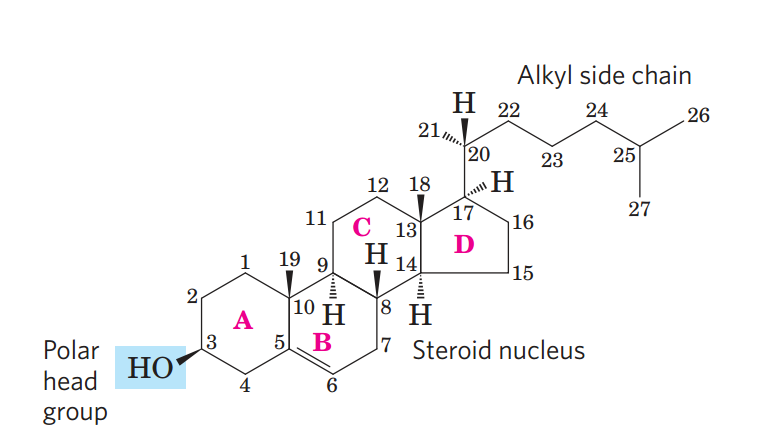 Alkyl side chain
H
22
24
26
21
20
23
25
H
27
12
18
17
16
11
C
13
D
H
1
19
9
14
15
2
10
H
8
H
A
B
3
5
7
Steroid nucleus
Polar
head
group
HO
4
6